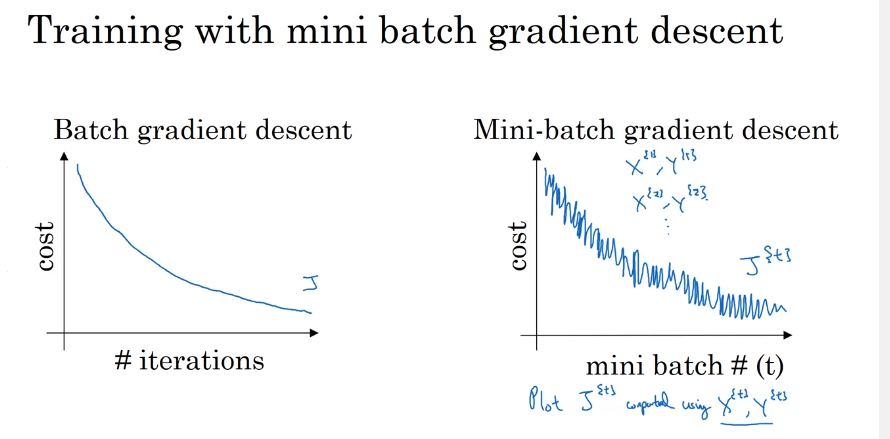 Training with mini batch gradient descent
Batch gradient descent
cost
J
# iterations
Mini-batch gradient descent
X^{1}, Y^{1}
X^{2}, Y^{2}
⋮
cost
J^{t}
mini batch # (t)
Plot J^{t} computed using X^{t}, Y^{t}